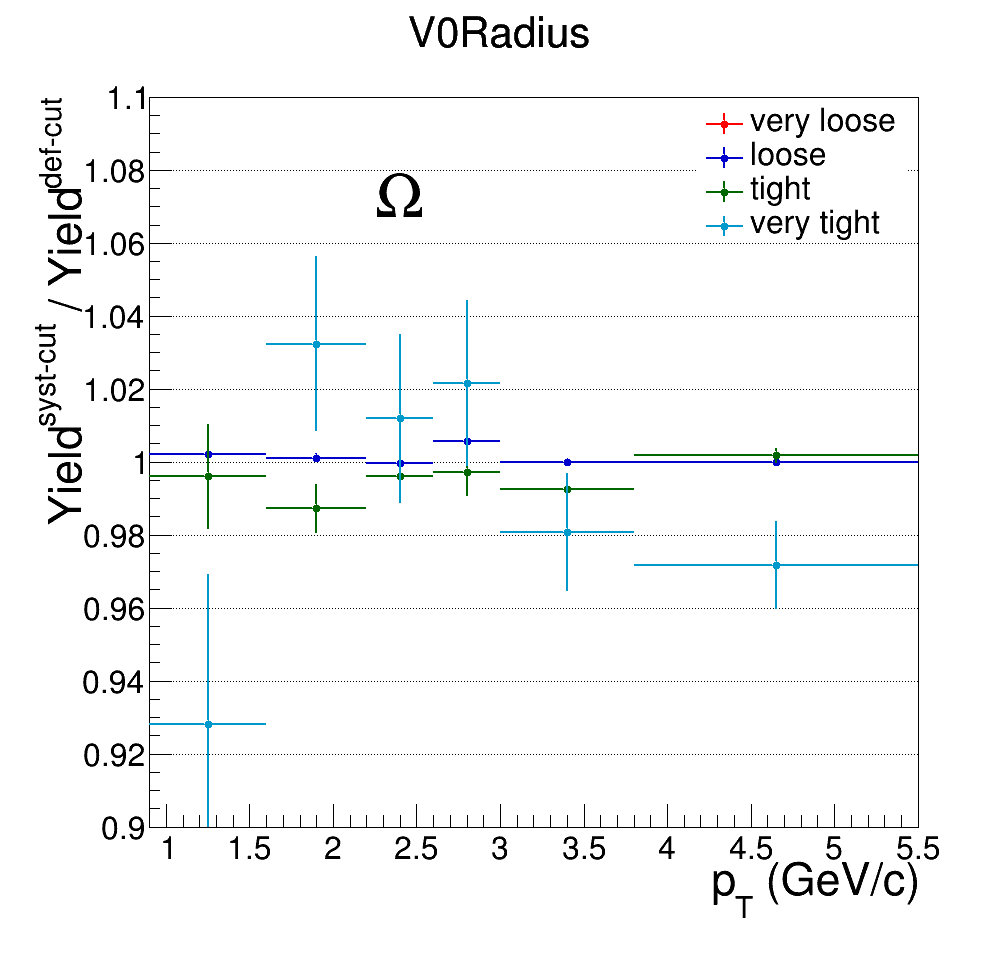 V0Radius
Yield^syst-cut / Yield^def-cut
1.1
1.08
1.06
1.04
1.02
1
0.98
0.96
0.94
0.92
0.9
Ω
very loose
loose
tight
very tight
1 1.5 2 2.5 3 3.5 4 4.5 5 5.5
p_T (GeV/c)